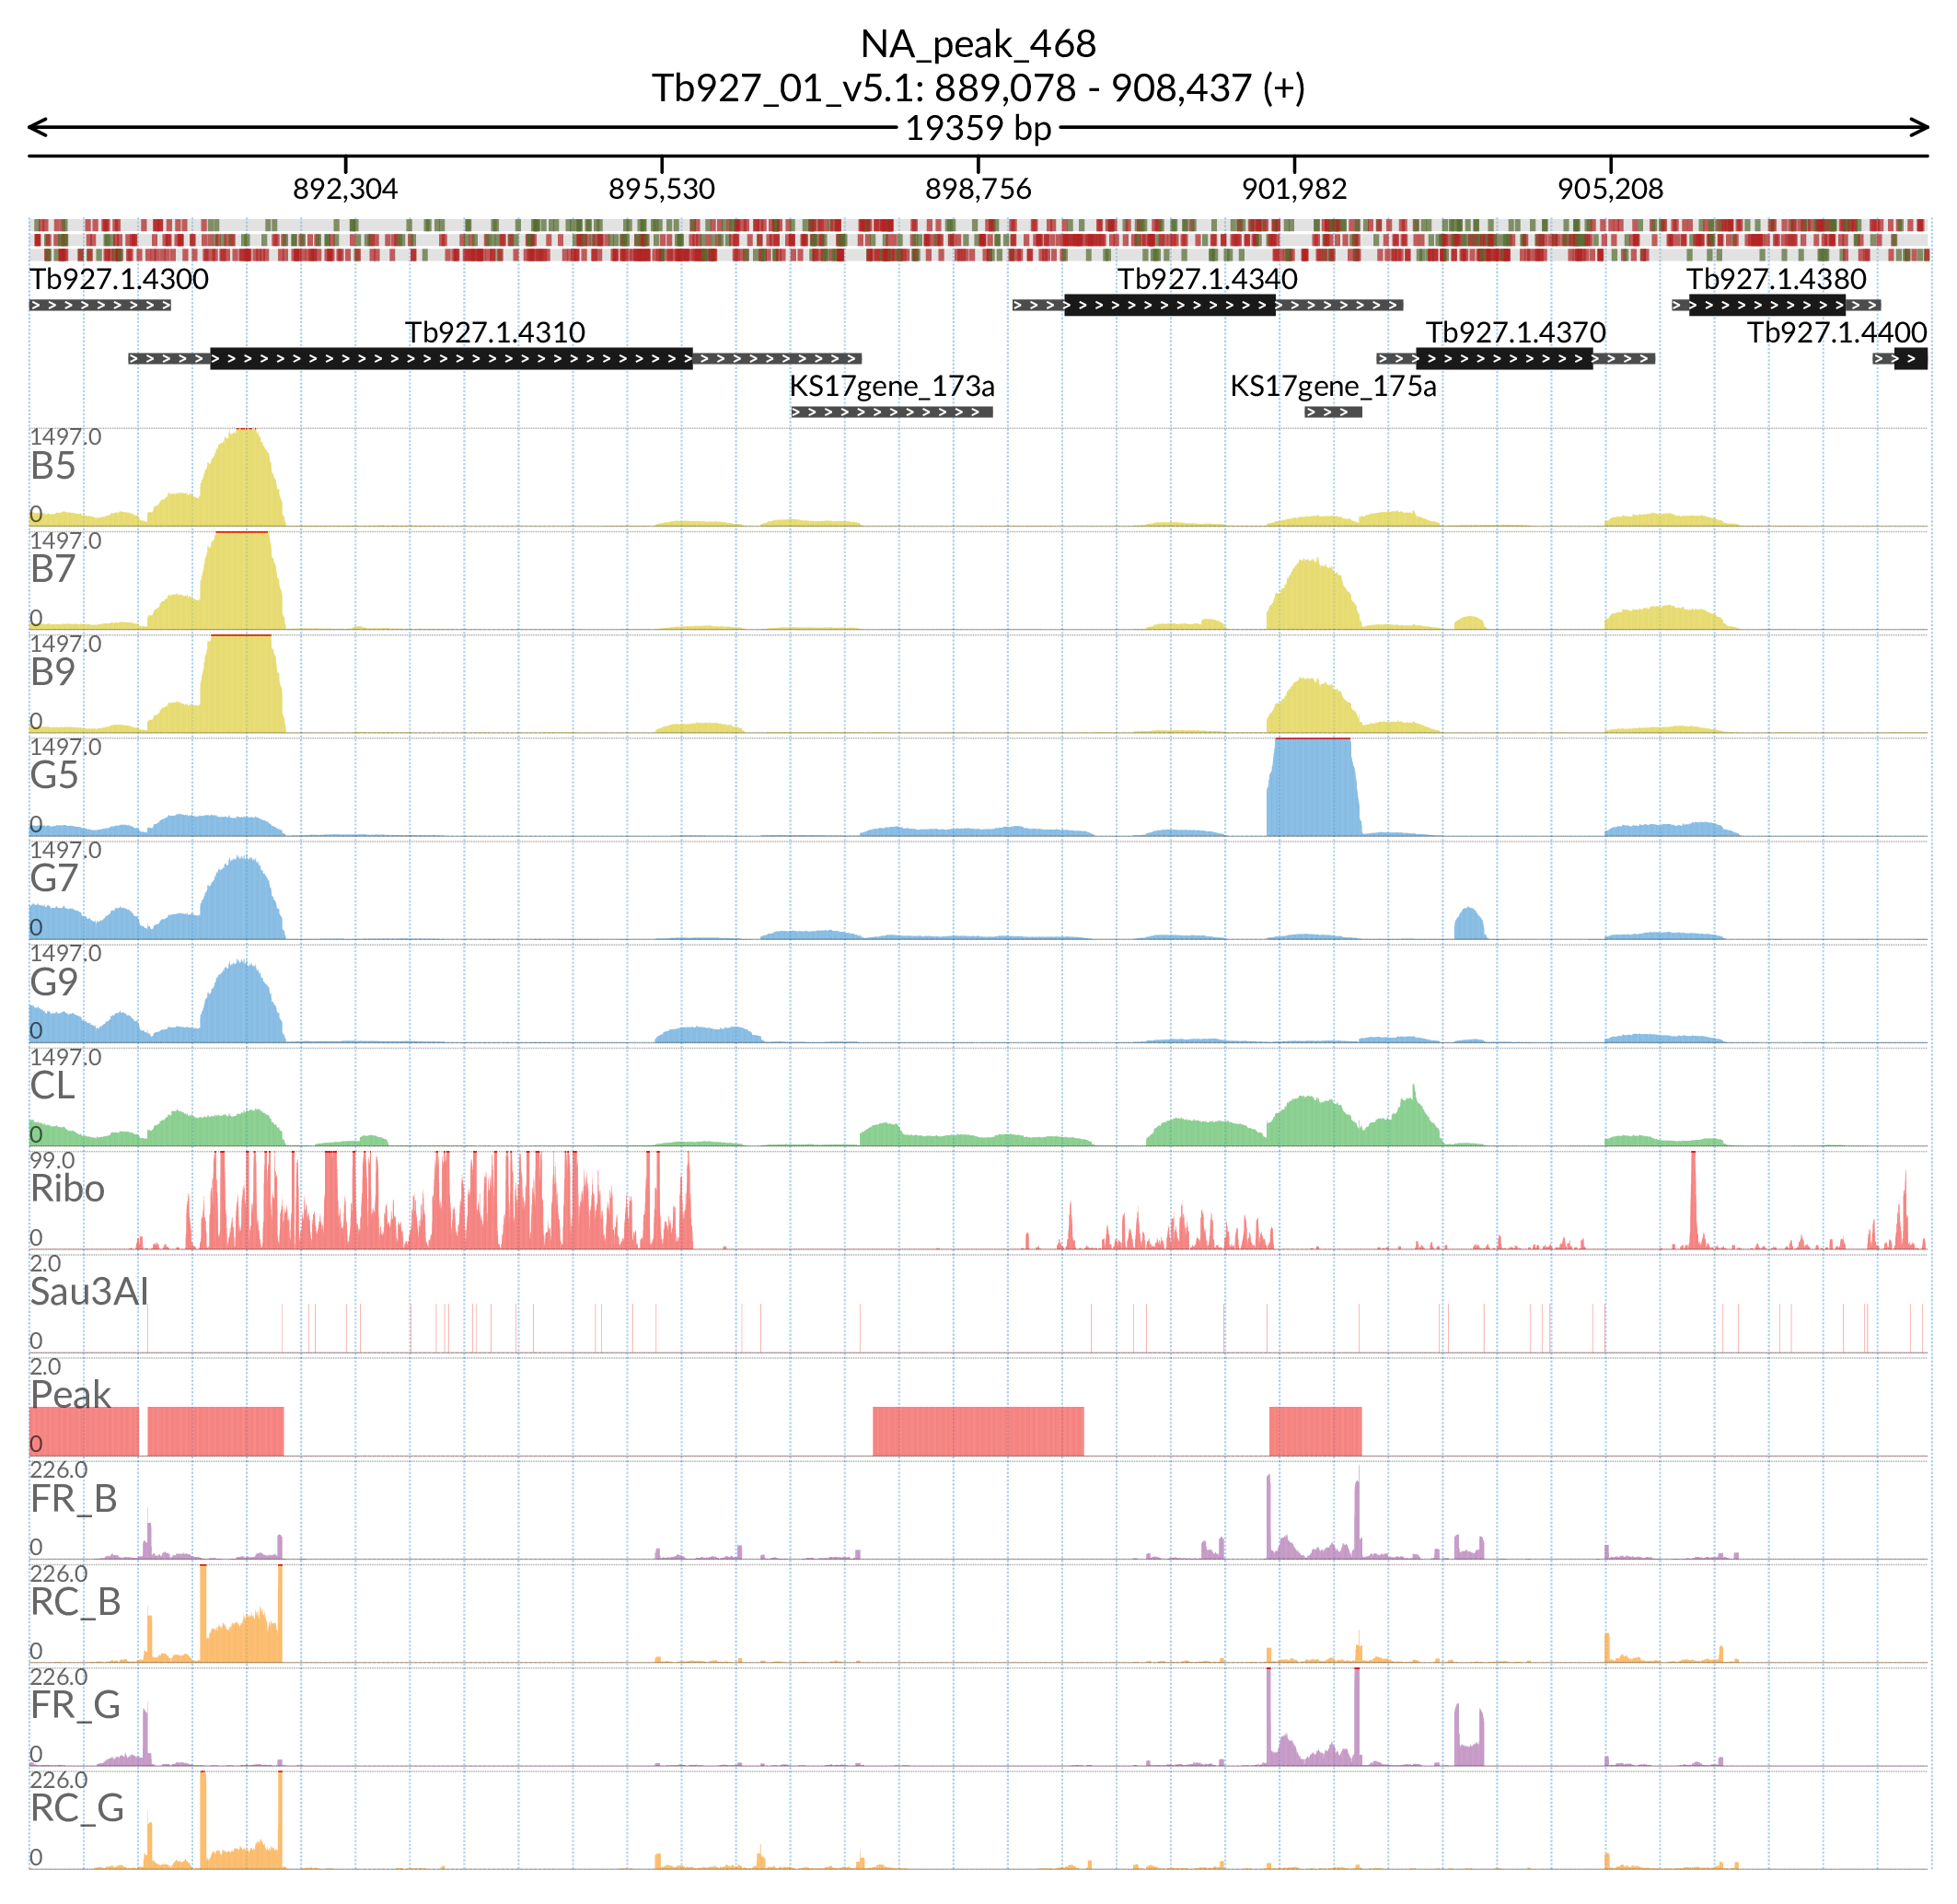 NA_peak_468
Tb927_01_v5.1: 889,078 - 908,437 (+)
19359 bp
892,304 895,530 898,756 901,982 905,208
Tb927.1.4300 Tb927.1.4340 Tb927.1.4380
Tb927.1.4310 Tb927.1.4370 Tb927.1.4400
KS17gene_173a KS17gene_175a
1497.0
B5
0
1497.0
B7
0
1497.0
B9
0
1497.0
G5
0
1497.0
G7
0
1497.0
G9
0
1497.0
CL
0
99.0
Ribo
0
2.0
Sau3AI
0
2.0
Peak
0
226.0
FR_B
0
226.0
RC_B
0
226.0
FR_G
0
226.0
RC_G
0